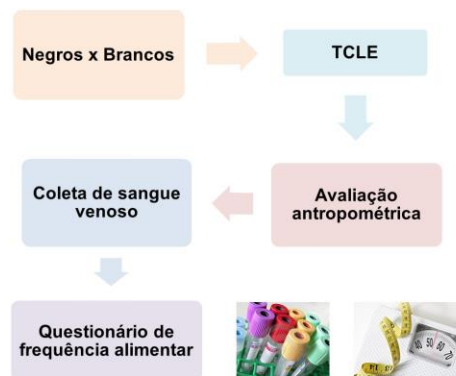 Negros x Brancos
TCLE
Avaliação
antropométrica
Coleta de sangue
venoso
Questionário de
frequência alimentar